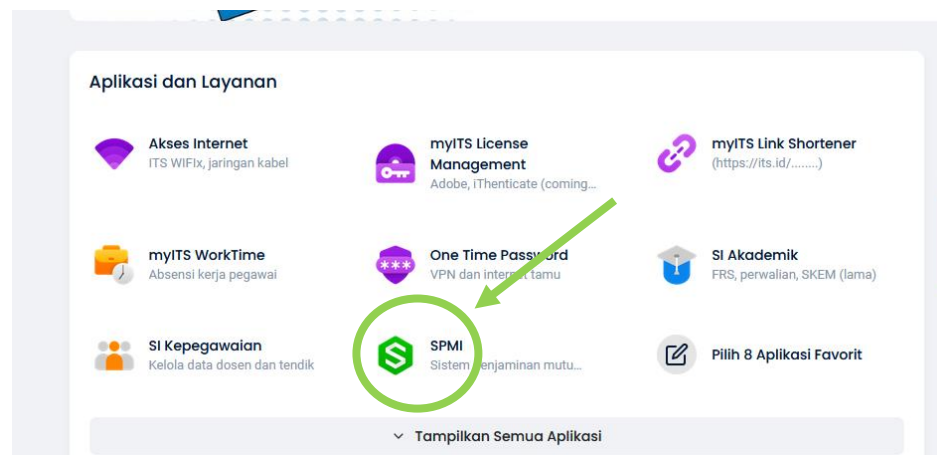 Aplikasi dan Layanan
Akses Internet
ITS WIFIx, jaringan kabel
myITS License
Management
Adobe, iThenticate (coming...
myITS Link Shortener
(https://its.id/........)
myITS WorkTime
Absensi kerja pegawai
One Time Password
VPN dan internet tamu
SI Akademik
FRS, perwalian, SKEM (lama)
SI Kepegawaian
Kelola data dosen dan tendik
SPMI
Sistem Penjaminan mutu...
Pilih 8 Aplikasi Favorit
Tampilkan Semua Aplikasi